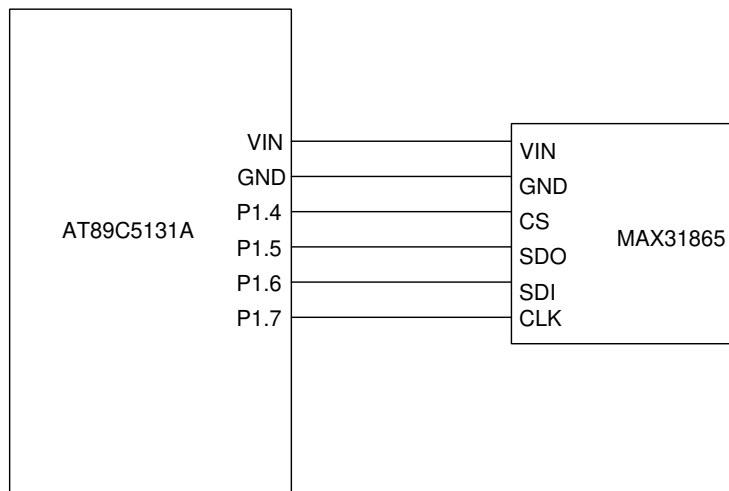 VIN
GND
P1.4
P1.5
P1.6
P1.7
AT89C5131A
VIN
GND
CS
SDO
SDI
CLK
MAX31865